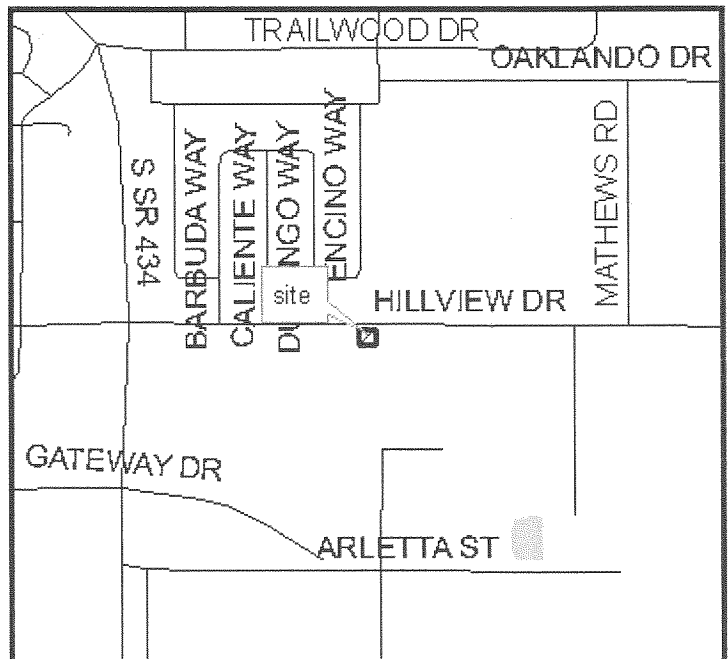 TRAILWOOD DR
OAKLANDO DR
S SR 434
BARBUDA WAY
CALIENTE WAY
NGO WAY
ENCINO WAY
MATHEWS RD
site
HILLVIEW DR
GATEWAY DR
ARLETTA ST